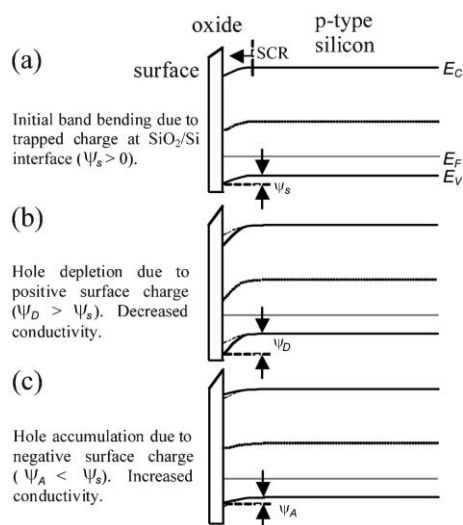 oxide
p-type
silicon
(a)
SCR
surface
E_C
Initial band bending due to
trapped charge at SiO₂/Si
interface (Ψ_s > 0).
E_F
E_V
Ψ_s
(b)
Hole depletion due to
positive surface charge
(Ψ_D > Ψ_s). Decreased
conductivity.
Ψ_D
(c)
Hole accumulation due to
negative surface charge
( Ψ_A < Ψ_s). Increased
conductivity.
Ψ_A